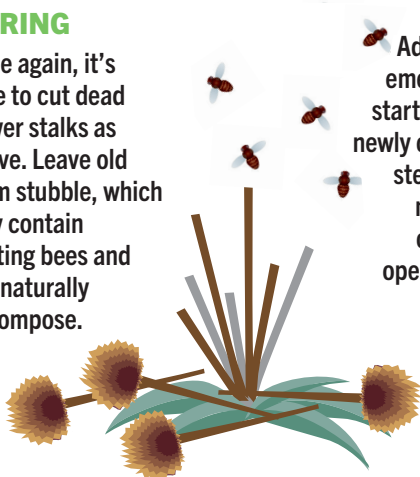 RING
e again, it's
e to cut dead
er stalks as
ve. Leave old
m stubble, which
y contain
ting bees and
naturally
ompose.
Ad
eme
start
newly
ste
ope